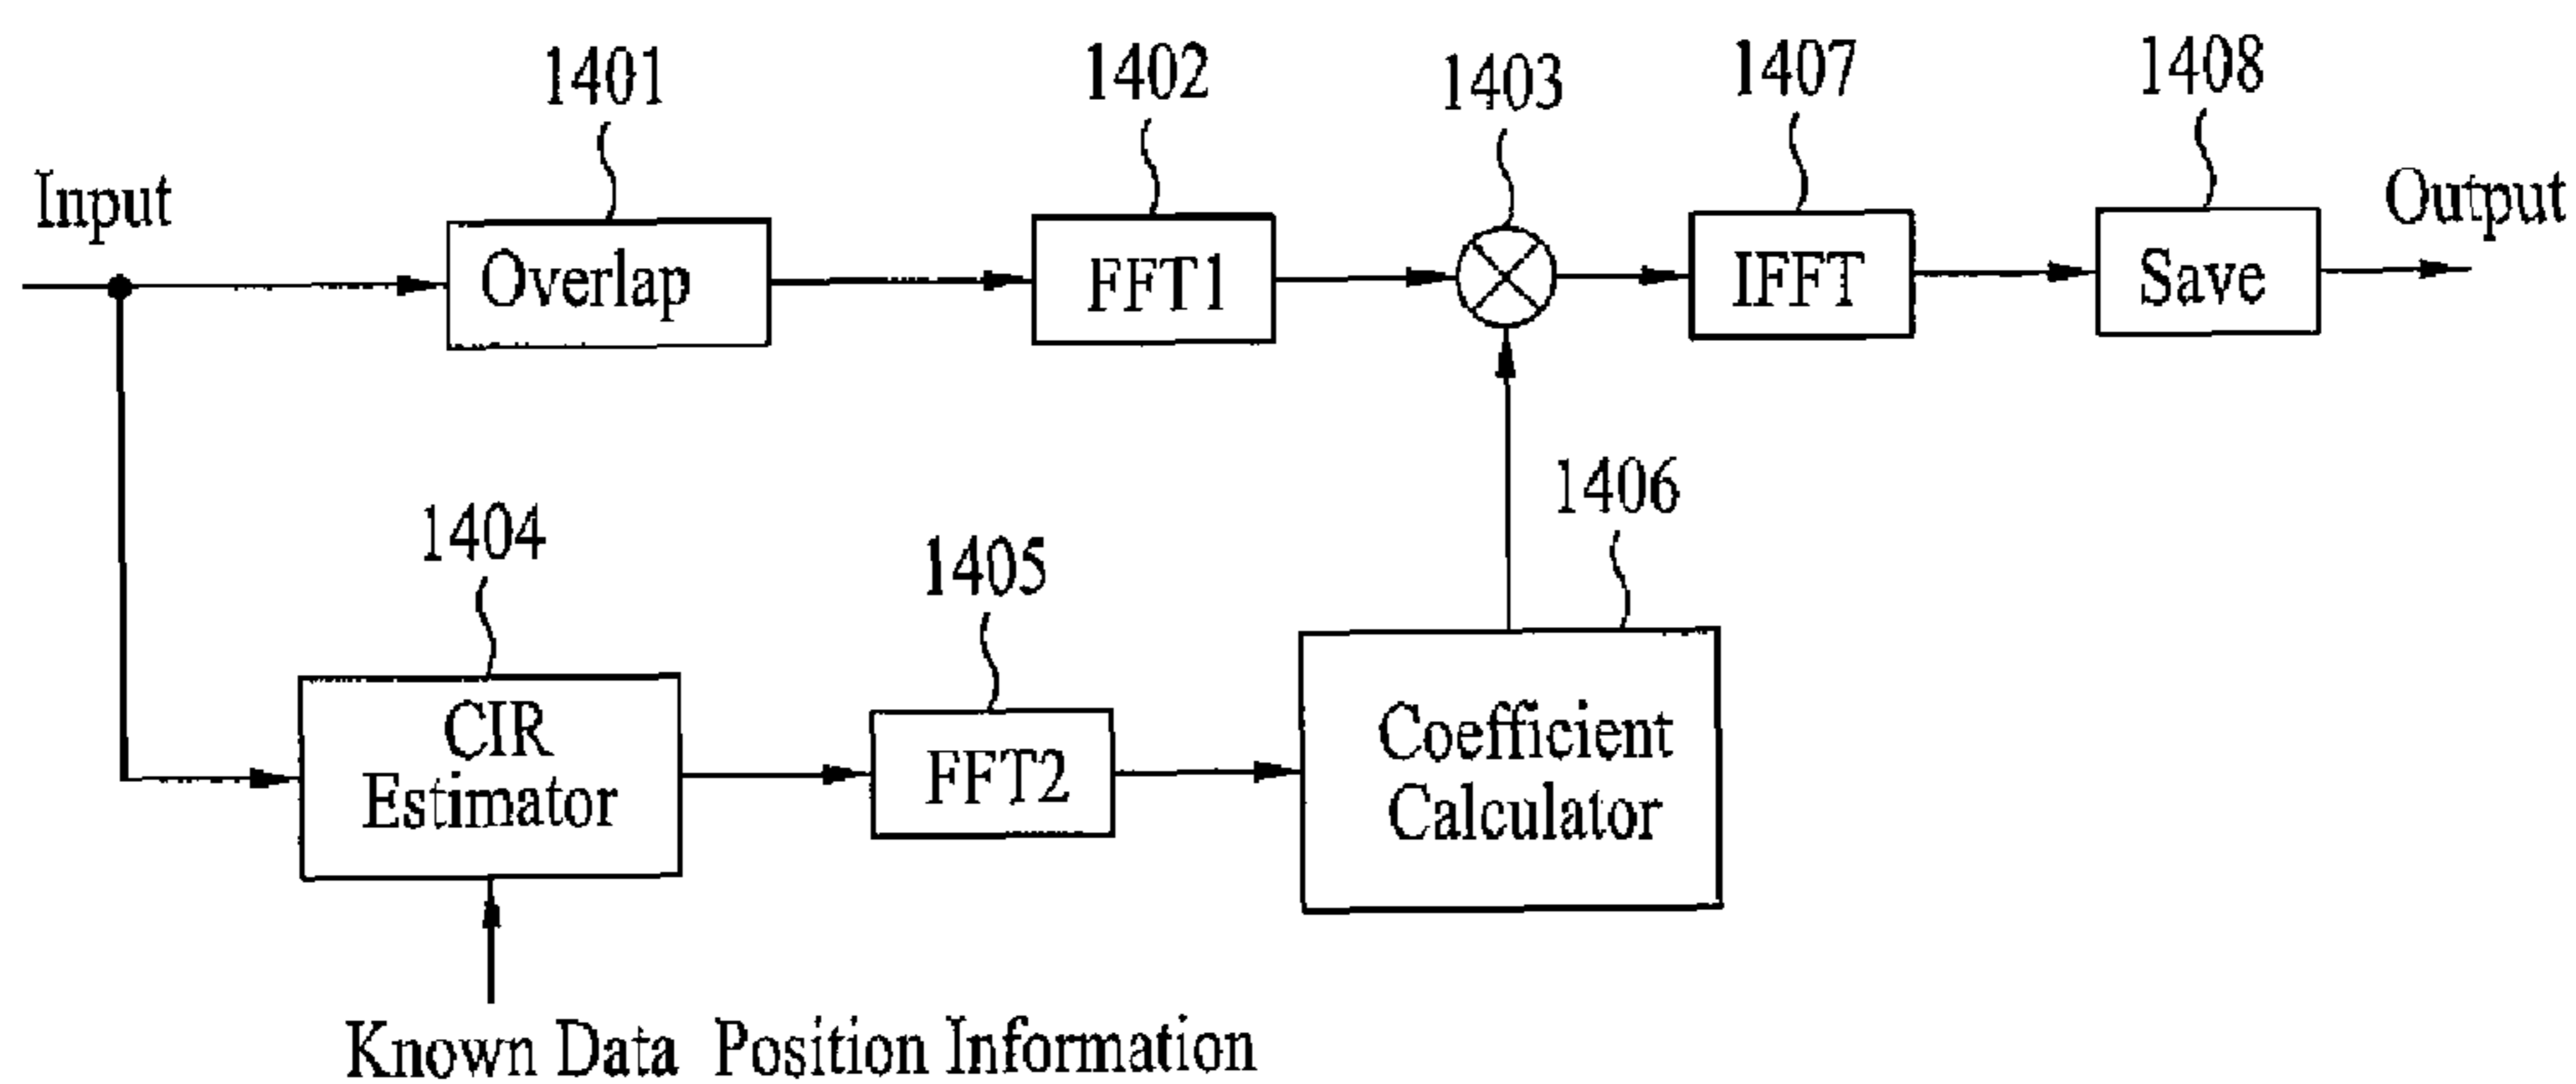 1401
1402
1403
1407
1408
Input
Overlap
FFT1
IFFT
Save
Output
1404
1405
1406
CIR
Estimator
FFT2
Coefficient
Calculator
Known Data Position Information